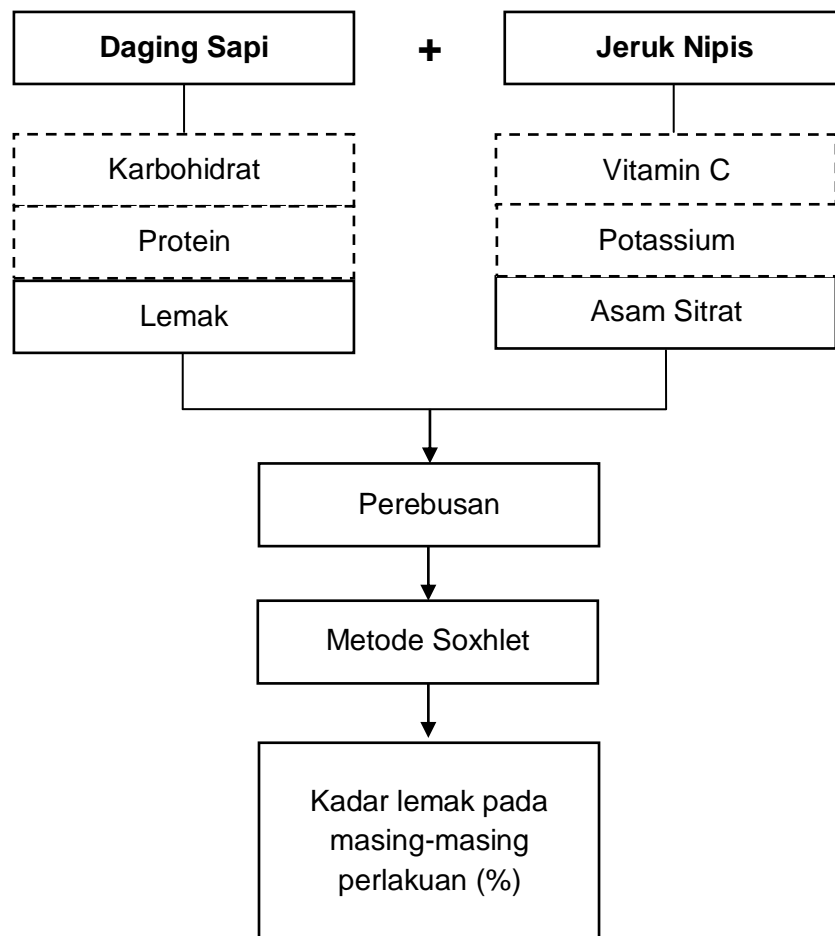 Daging Sapi
+
Jeruk Nipis
Karbohidrat
Protein
Lemak
Vitamin C
Potassium
Asam Sitrat
Perebusan
Metode Soxhlet
Kadar lemak pada
masing-masing
perlakuan (%)